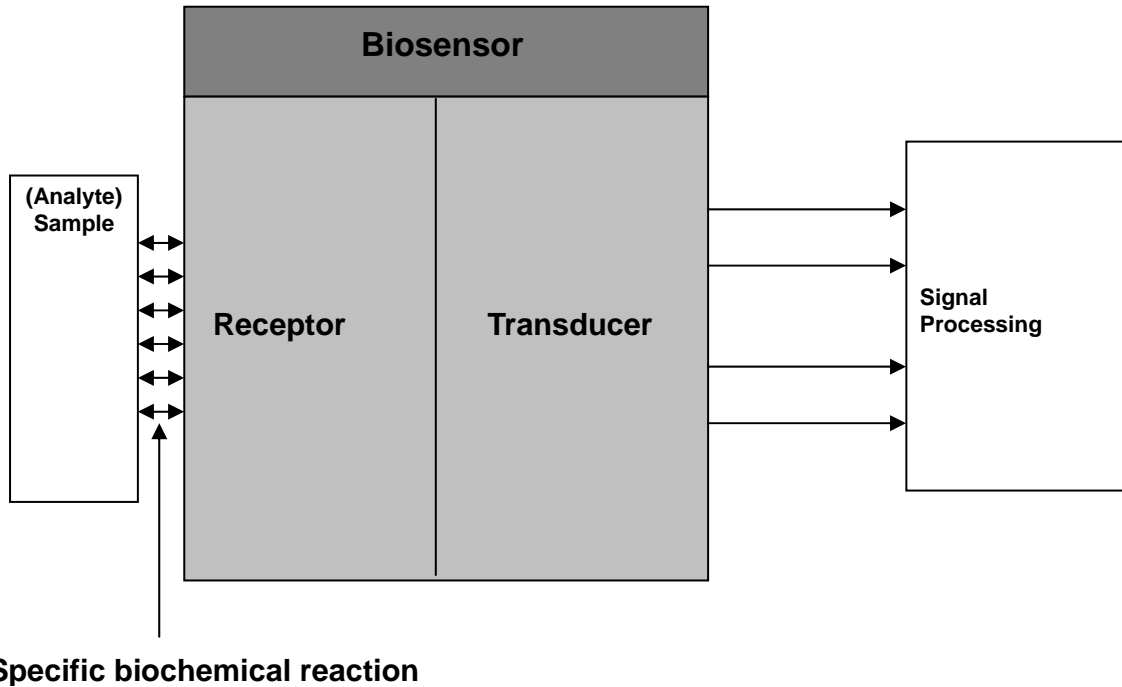 Biosensor
(Analyte)
Sample
Receptor
Transducer
Signal
Processing
Specific biochemical reaction